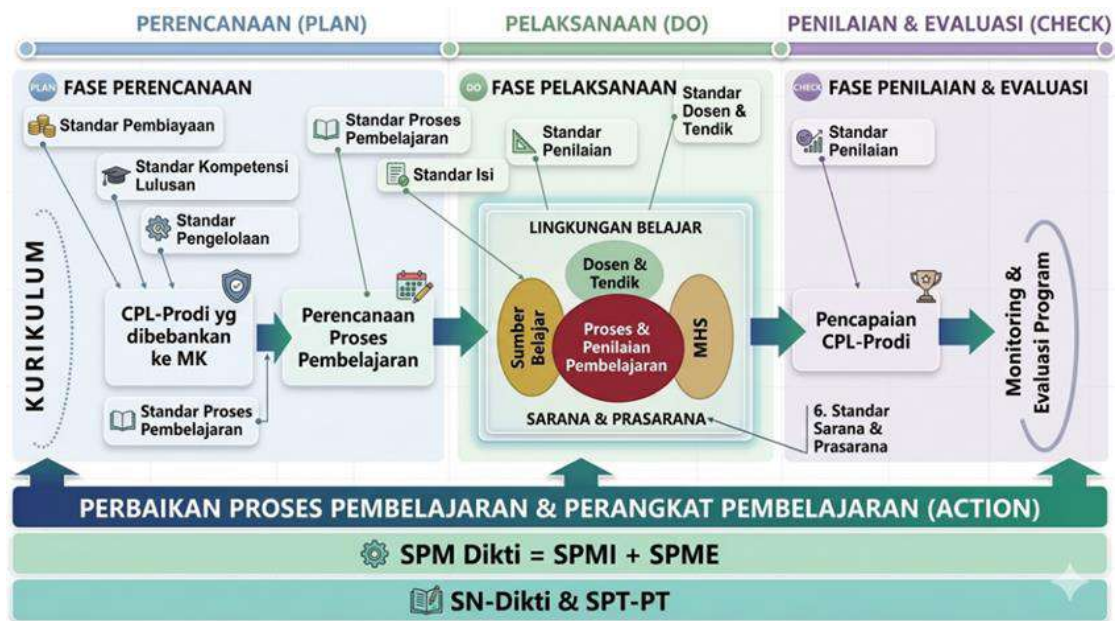 PERENCANAAN (PLAN)
PELAKSANAAN (DO)
PENILAIAN & EVALUASI (CHECK)
PLAN
FASE PERENCANAAN
Standar Pembiayaan
Standar Kompetensi
Lulusan
Standar
Pengelolaan
Standar Proses
Pembelajaran
KURIKULUM
CPL-Prodi yg
dibebankan
ke MK
Perencanaan
Proses
Pembelajaran
Standar Proses
Pembelajaran
DO
FASE PELAKSANAAN
Standar Isi
Standar
Penilaian
Standar
Dosen &
Tendik
LINGKUNGAN BELAJAR
Dosen &
Tendik
Sumber
Belajar
Proses &
Penilaian
Pembelajaran
MHS
SARANA & PRASARANA
CHECK
FASE PENILAIAN & EVALUASI
Standar
Penilaian
Pencapaian
CPL-Prodi
6. Standar
Sarana &
Prasarana
Monitoring &
Evaluasi Program
PERBAIKAN PROSES PEMBELAJARAN & PERANGKAT PEMBELAJARAN (ACTION)
SPM Dikti = SPMI + SPME
SN-Dikti & SPT-PT